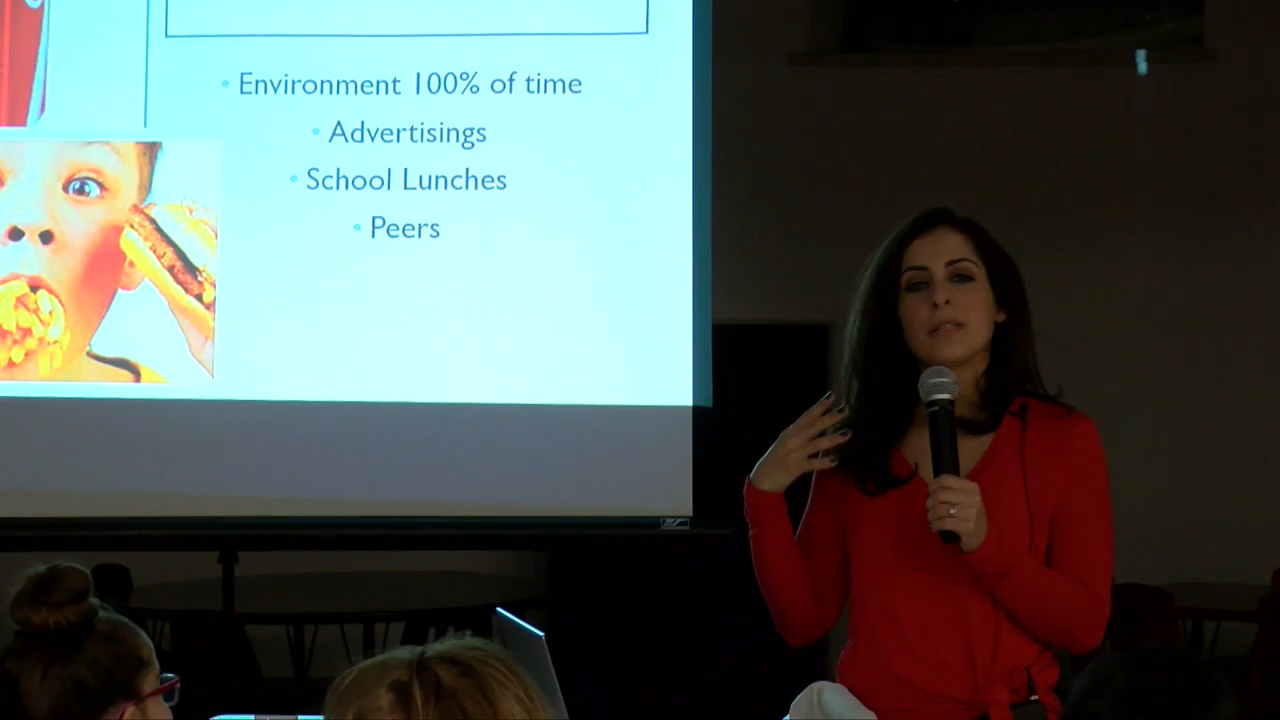 • Environment 100% of time
• Advertisings
• School Lunches
• Peers